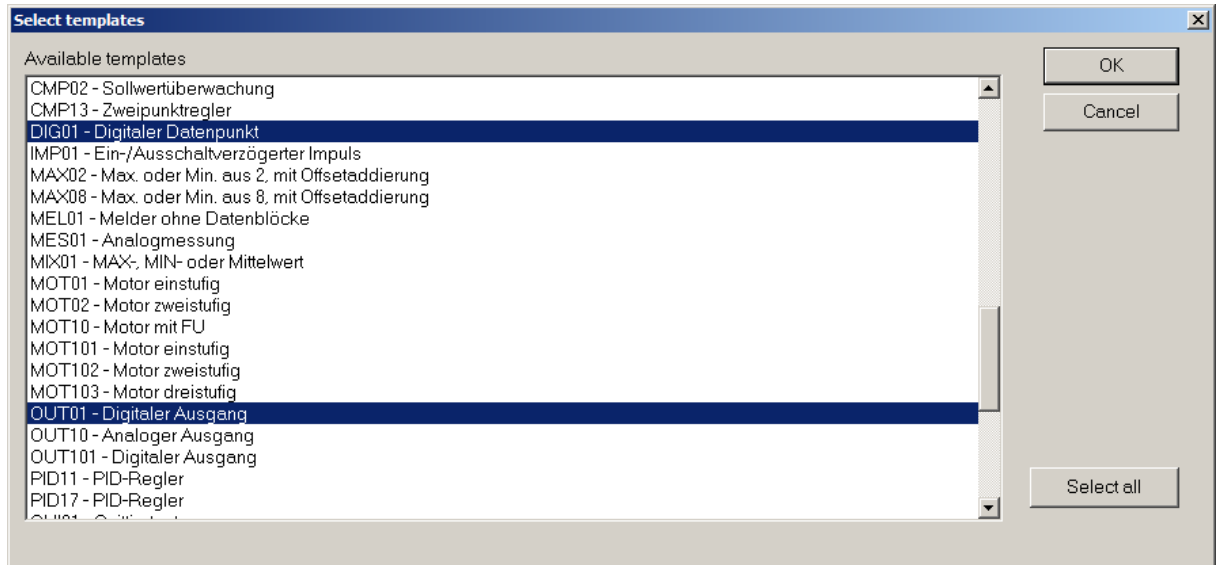 Select templates
Available templates
OK
Cancel
CMP02 - Sollwertüberwachung
CMP13 - Zweipunktregler
DIG01 - Digitaler Datenpunkt
IMP01 - Ein-/Ausschaltverzögerter Impuls
MAX02 - Max. oder Min. aus 2, mit Offsetaddierung
MAX08 - Max. oder Min. aus 8, mit Offsetaddierung
MEL01 - Melder ohne Datenblöcke
MES01 - Analogmessung
MIX01 - MAX-, MIN- oder Mittelwert
MOT01 - Motor einstufig
MOT02 - Motor zweistufig
MOT10 - Motor mit FU
MOT101 - Motor einstufig
MOT102 - Motor zweistufig
MOT103 - Motor dreistufig
OUT01 - Digitaler Ausgang
OUT10 - Analoger Ausgang
OUT101 - Digitaler Ausgang
PID11 - PID-Regler
PID17 - PID-Regler
Select all